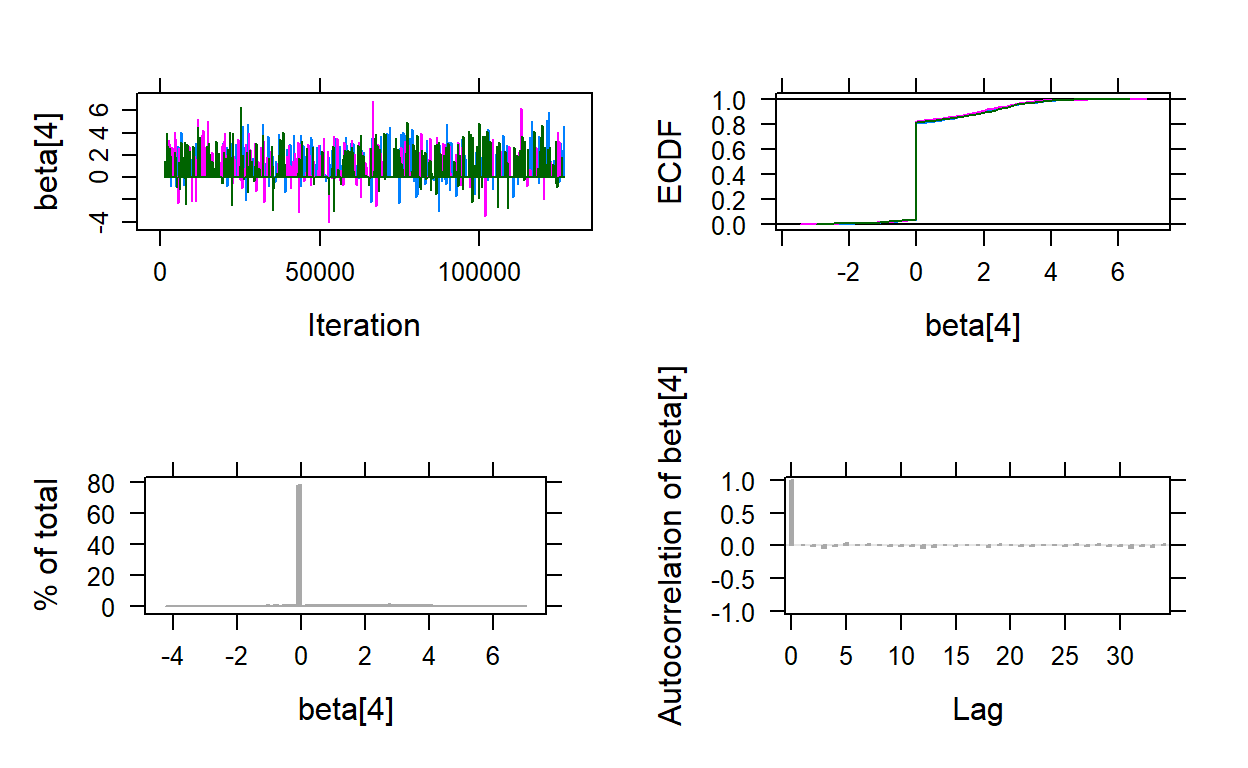 beta[4]
6
4
2
0
-4
0 50000 100000
Iteration
ECDF
1.0
0.8
0.6
0.4
0.2
0.0
-2 0 2 4 6
beta[4]
% of total
80
60
40
20
0
-4 -2 0 2 4 6
beta[4]
Autocorrelation of beta[4]
1.0
0.5
0.0
-0.5
-1.0
0 5 10 15 20 25 30
Lag